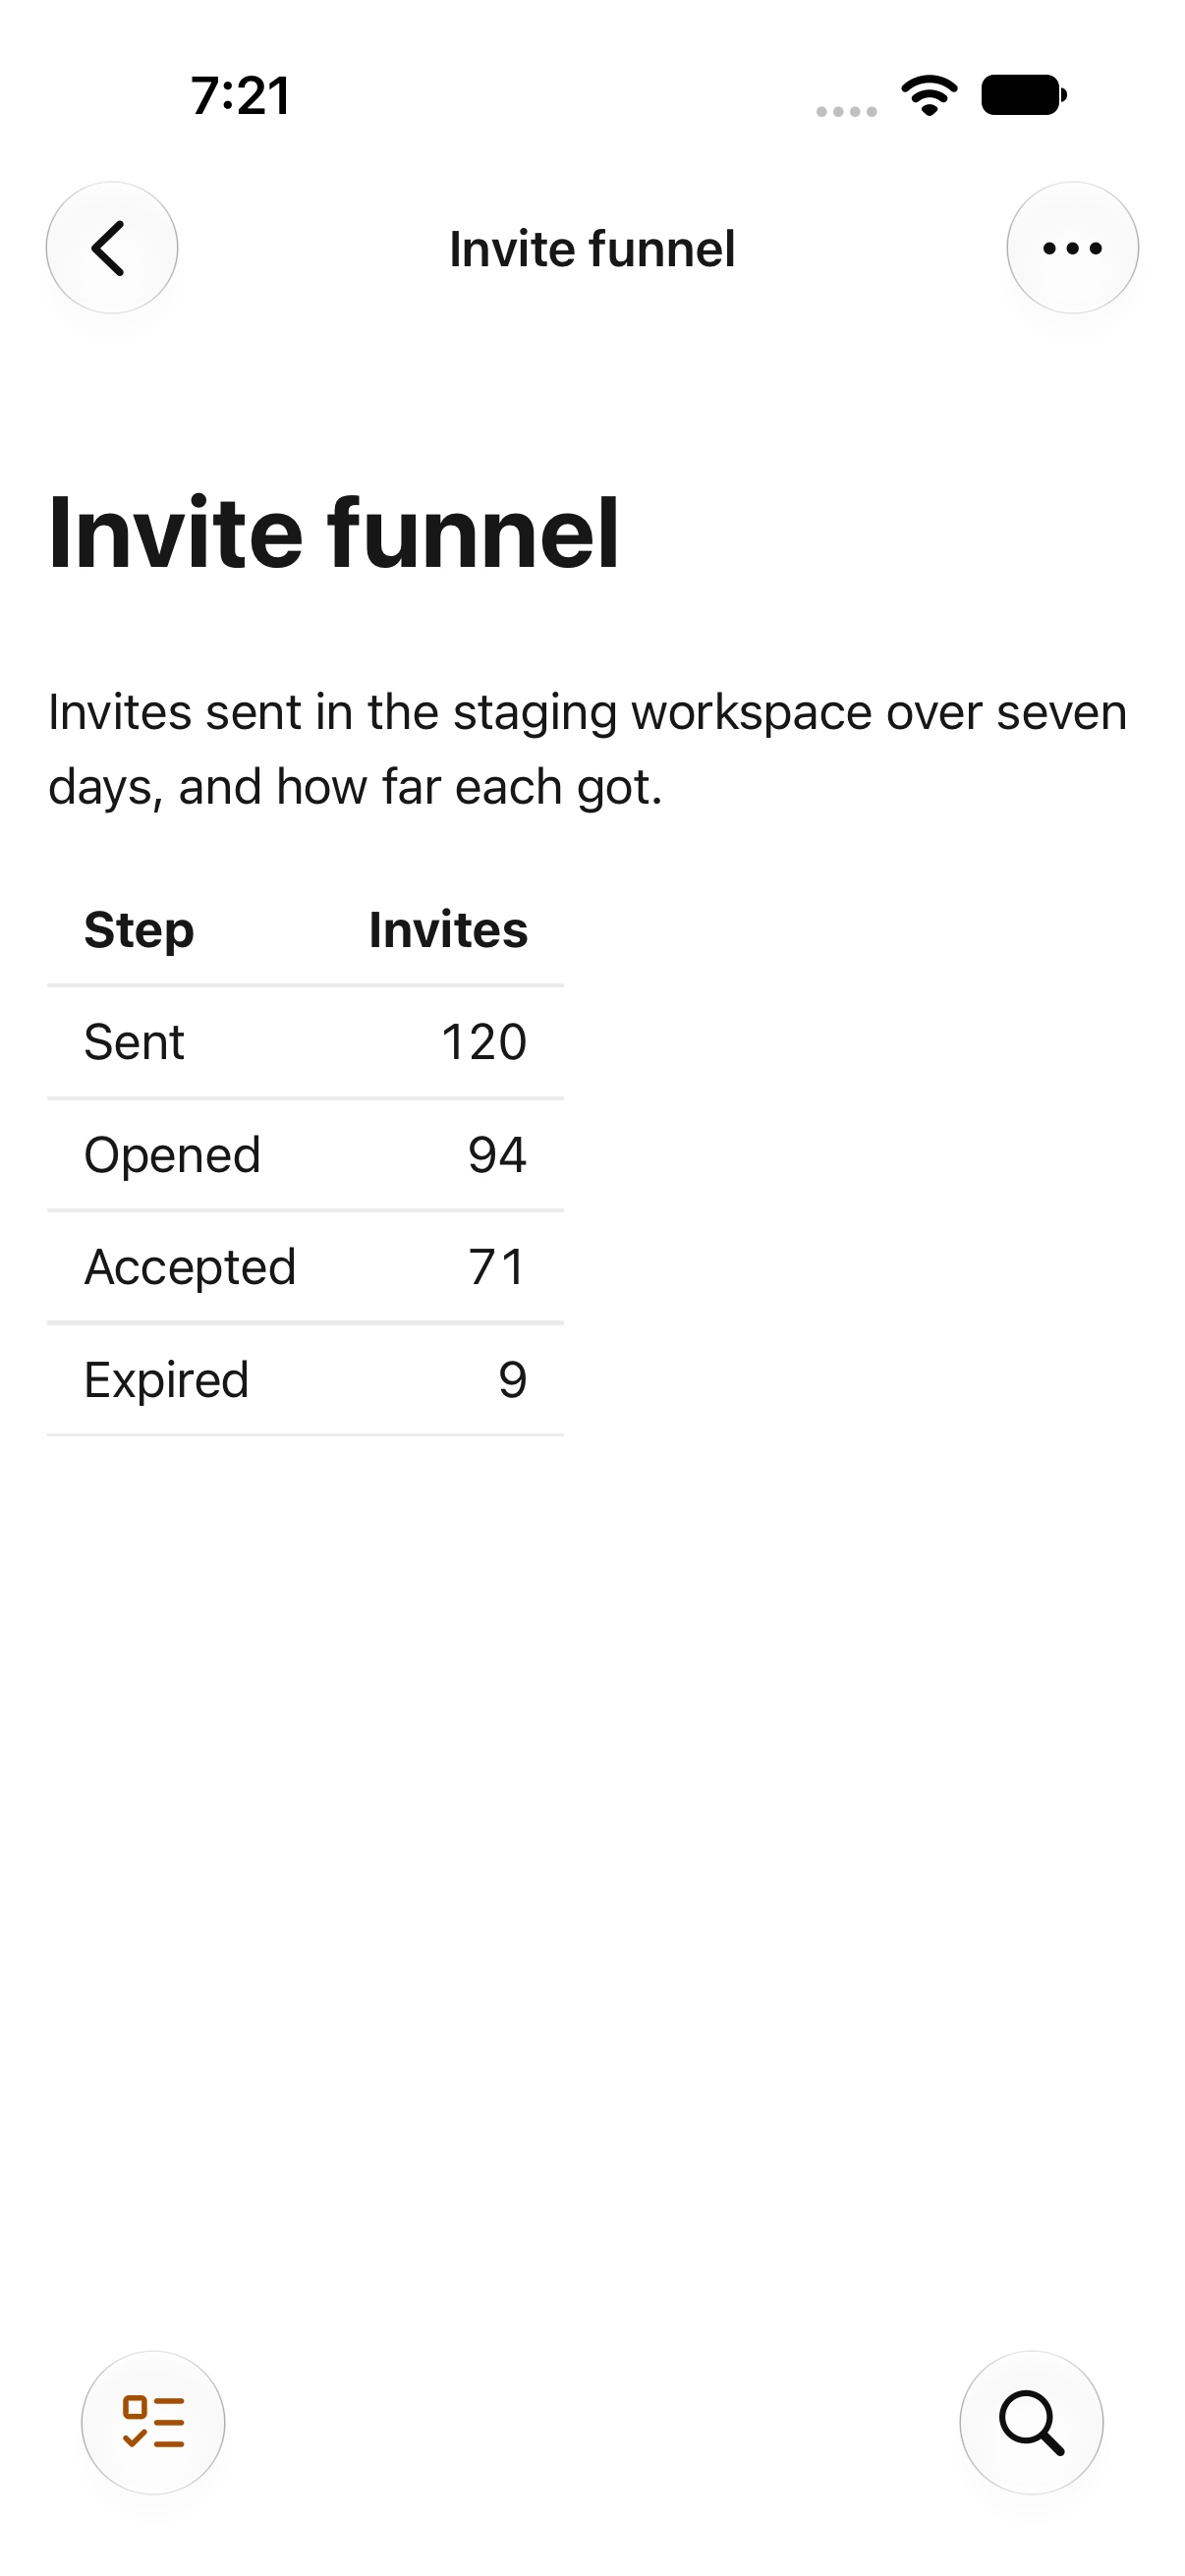 7:21
Invite funnel
Invite funnel
Invites sent in the staging workspace over seven
days, and how far each got.
Step Invites
Sent 120
Opened 94
Accepted 71
Expired 9